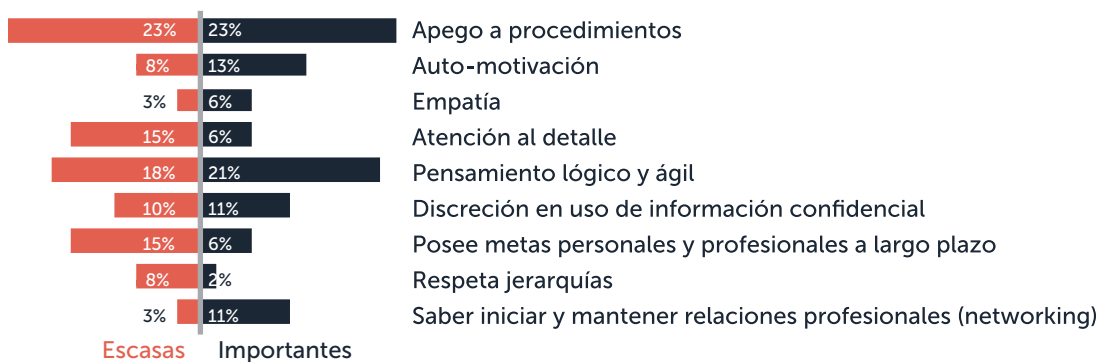 23% 23% Apego a procedimientos
8% 13% Auto-motivación
3% 6% Empatía
15% 6% Atención al detalle
18% 21% Pensamiento lógico y ágil
10% 11% Discreción en uso de información confidencial
15% 6% Posee metas personales y profesionales a largo plazo
8% 2% Respeta jerarquías
3% 11% Saber iniciar y mantener relaciones profesionales (networking)
Escasas Importantes